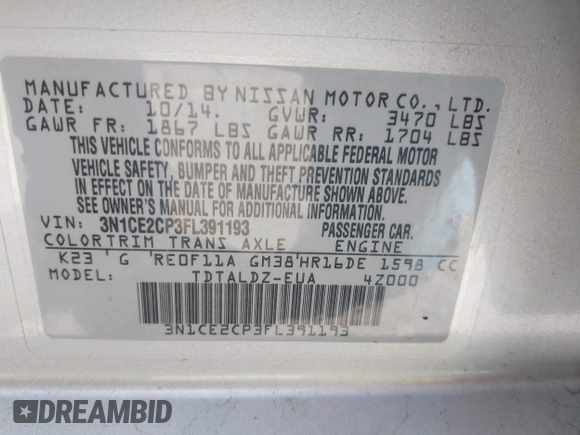 MANUFACTURED BY NISSAN MOTOR CO., LTD.
DATE: 10/14. GVWR: 3470 LBS
GAWR FR: 1867 LBS GAWR RR: 1704 LBS
THIS VEHICLE CONFORMS TO ALL APPLICABLE FEDERAL MOTOR
VEHICLE SAFETY, BUMPER AND THEFT PREVENTION STANDARDS
IN EFFECT ON THE DATE OF MANUFACTURE SHOWN ABOVE.
SEE OWNER'S MANUAL FOR ADDITIONAL INFORMATION.
VIN: 3N1CE2CP3FL391193 PASSENGER CAR.
COLOR TRIM TRANS AXLE ENGINE
K23 ' G 'RE0F11A GM38'HR16DE 1598 CC
MODEL: TDTALDZ-EUA 4Z000
3N1CE2CP3FL391193
DREAMBID